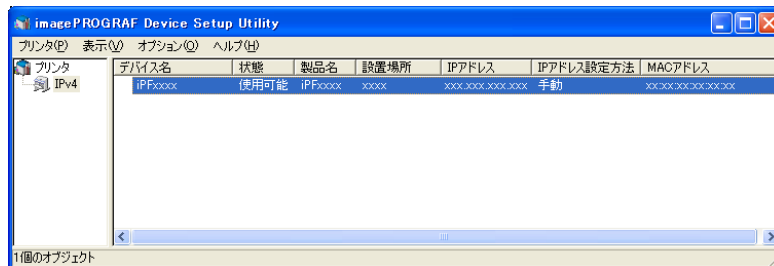 imagePROGRAF Device Setup Utility
プリンタ(P) 表示(V) オプション(O) ヘルプ(H)
プリンタ デバイス名 状態 製品名 設置場所 IPアドレス IPアドレス設定方法 MACアドレス
IPv4 iPFxxxx 使用可能 iPFxxxx xxxx xxx.xxx.xxx.xxx 手動 xx:xx:xx:xx:xx:xx
1個のオブジェクト